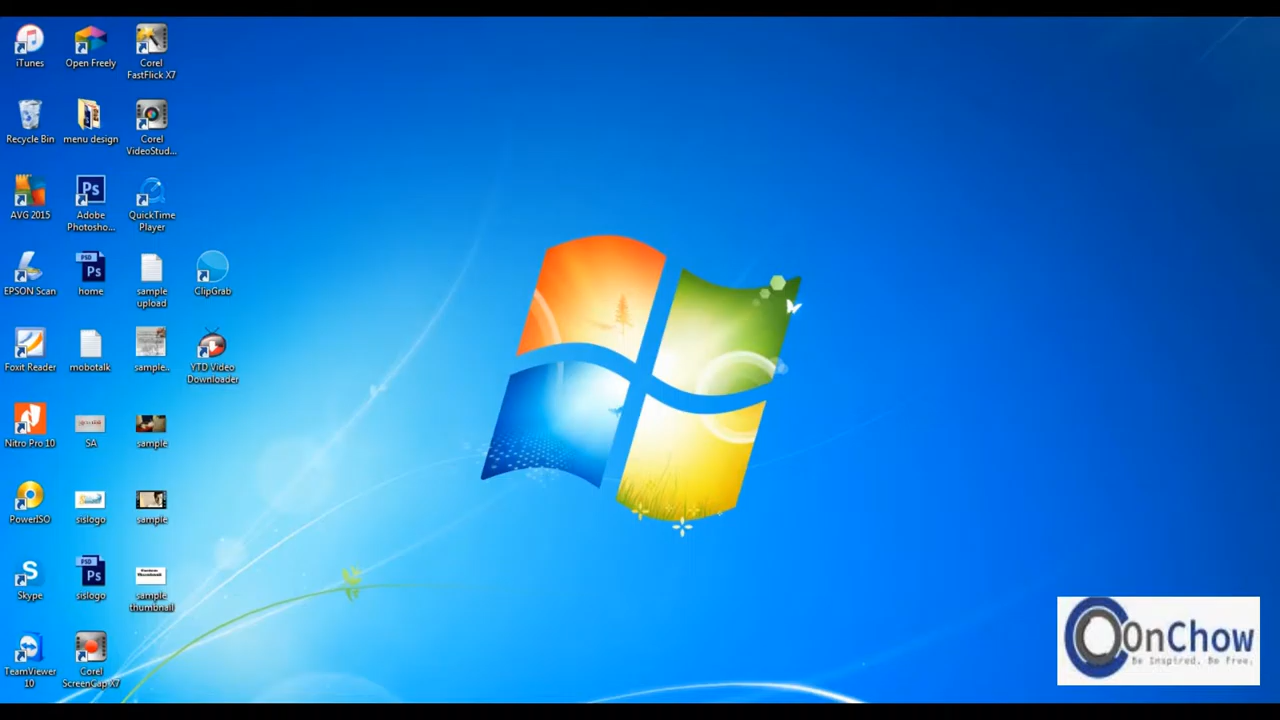 iTunes
Open Freely
Corel
FastFlick X7
Recycle Bin
menu design
Corel
VideoStud...
AVG 2015
Adobe
Photosho...
QuickTime
Player
EPSON Scan
home
sample
upload
ClipGrab
Foxit Reader
mobotalk
sample..
YTD Video
Downloader
Nitro Pro 10
SA
sample
PowerISO
sislogo
sample
Skype
sislogo
sample
thumbnail
TeamViewer
10
Corel
ScreenCap X7
OnChow
Be Inspired. Be Free.